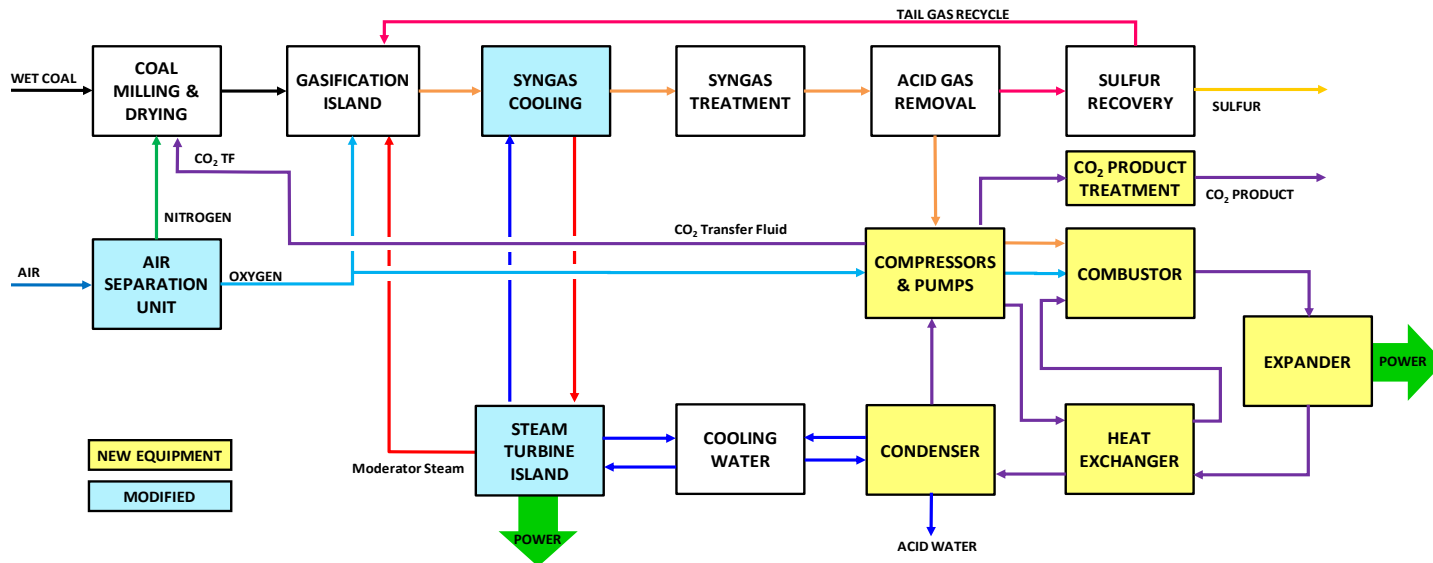 TAIL GAS RECYCLE
WET COAL
COAL
MILLING &
DRYING
GASIFICATION
ISLAND
SYNGAS
COOLING
SYNGAS
TREATMENT
ACID GAS
REMOVAL
SULFUR
RECOVERY
SULFUR
CO₂ TF
CO₂ PRODUCT
TREATMENT
CO₂ PRODUCT
NITROGEN
CO₂ Transfer Fluid
AIR
AIR
SEPARATION
UNIT
OXYGEN
COMPRESSORS
& PUMPS
COMBUSTOR
EXPANDER
POWER
STEAM
TURBINE
ISLAND
COOLING
WATER
CONDENSER
HEAT
EXCHANGER
Moderator Steam
NEW EQUIPMENT
MODIFIED
POWER
ACID WATER